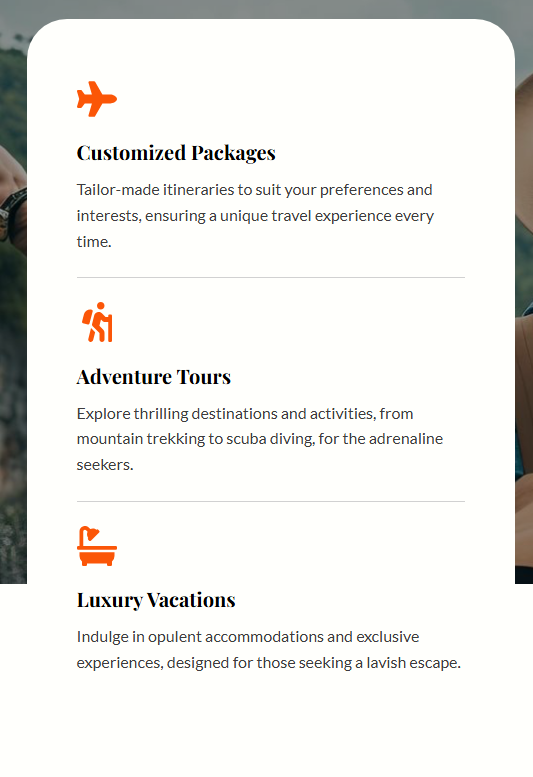 Customized Packages
Tailor-made itineraries to suit your preferences and
interests, ensuring a unique travel experience every
time.
Adventure Tours
Explore thrilling destinations and activities, from
mountain trekking to scuba diving, for the adrenaline
seekers.
Luxury Vacations
Indulge in opulent accommodations and exclusive
experiences, designed for those seeking a lavish escape.